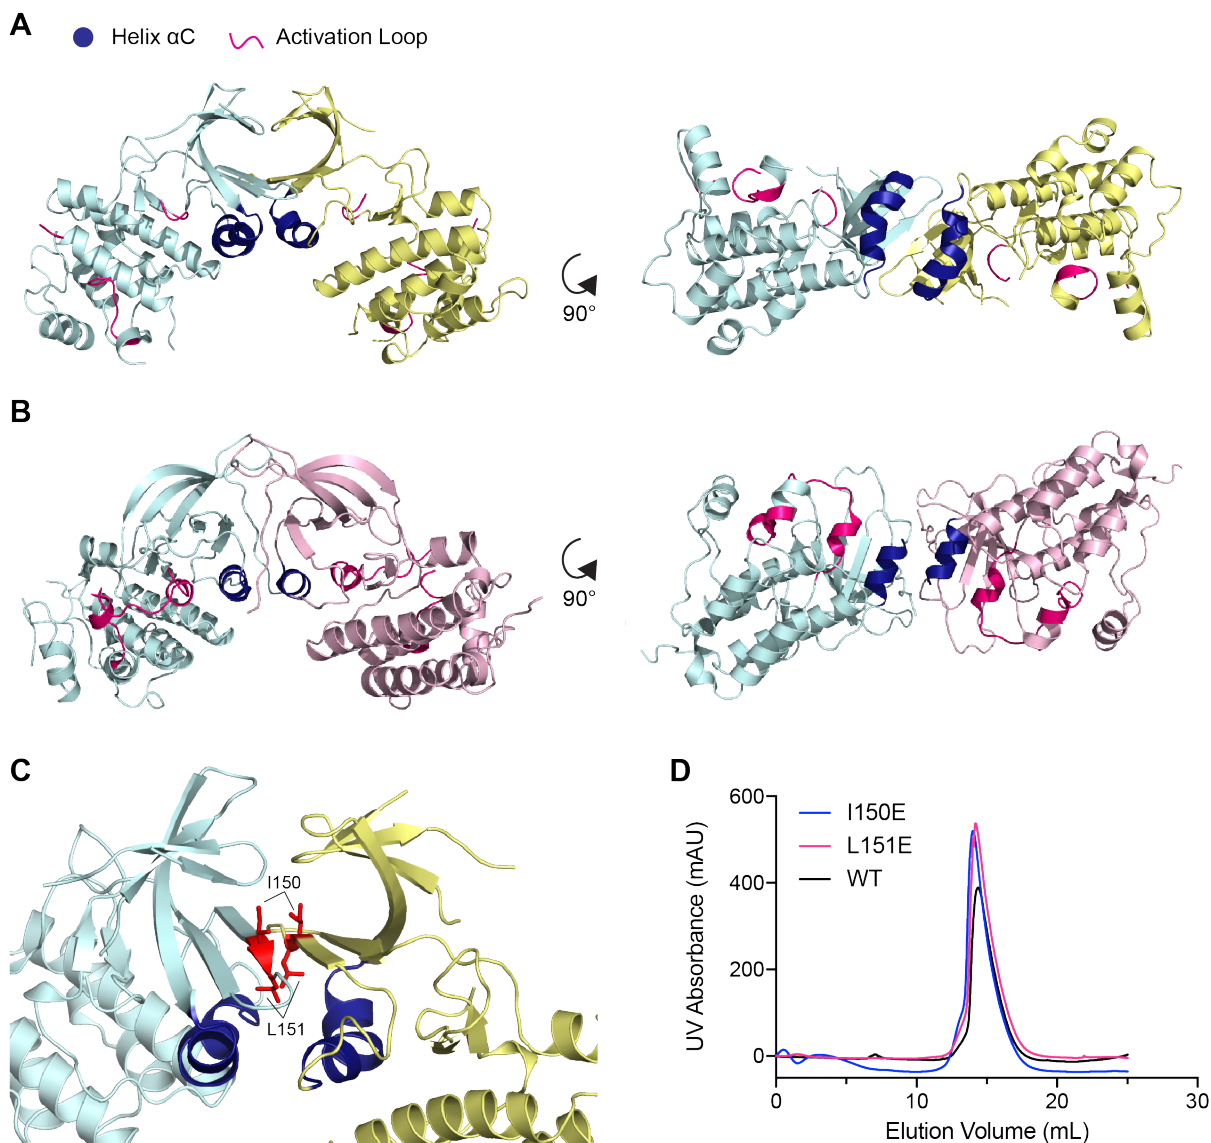 A
Helix αC
Activation Loop
90°
B
90°
C
I150
L151
D
600
400
200
0
UV Absorbance (mAU)
I150E
L151E
WT
0
10
20
30
Elution Volume (mL)